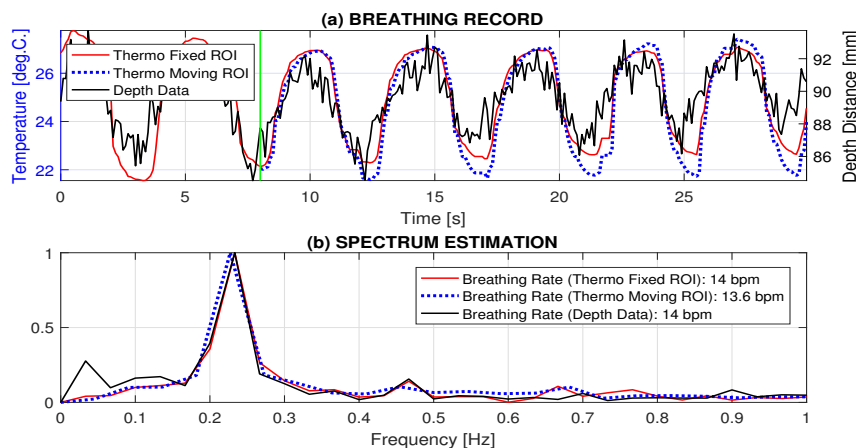 (a) BREATHING RECORD
Temperature [deg.C.]
26
24
22
Thermo Fixed ROI
Thermo Moving ROI
Depth Data
92
90
88
86
Depth Distance [mm]
0 5 10 15 20 25
Time [s]
(b) SPECTRUM ESTIMATION
1
0.5
0
Breathing Rate (Thermo Fixed ROI): 14 bpm
Breathing Rate (Thermo Moving ROI): 13.6 bpm
Breathing Rate (Depth Data): 14 bpm
0 0.1 0.2 0.3 0.4 0.5 0.6 0.7 0.8 0.9 1
Frequency [Hz]